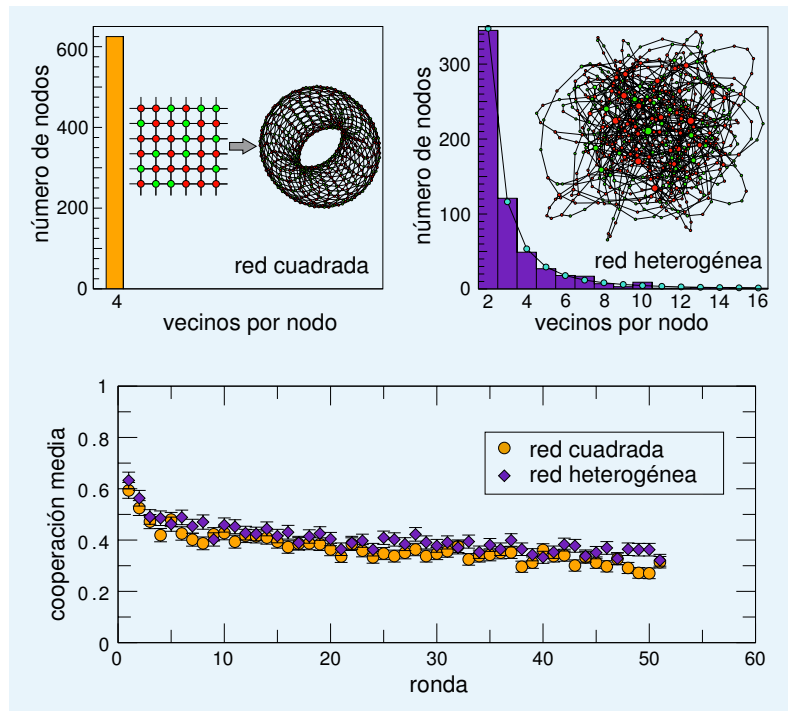 600
400
200
0
número de nodos
4
vecinos por nodo
red cuadrada
300
200
100
0
número de nodos
2 4 6 8 10 12 14 16
vecinos por nodo
red heterogénea
1
0.8
0.6
0.4
0.2
0
cooperación media
0 10 20 30 40 50 60
ronda
red cuadrada
red heterogénea